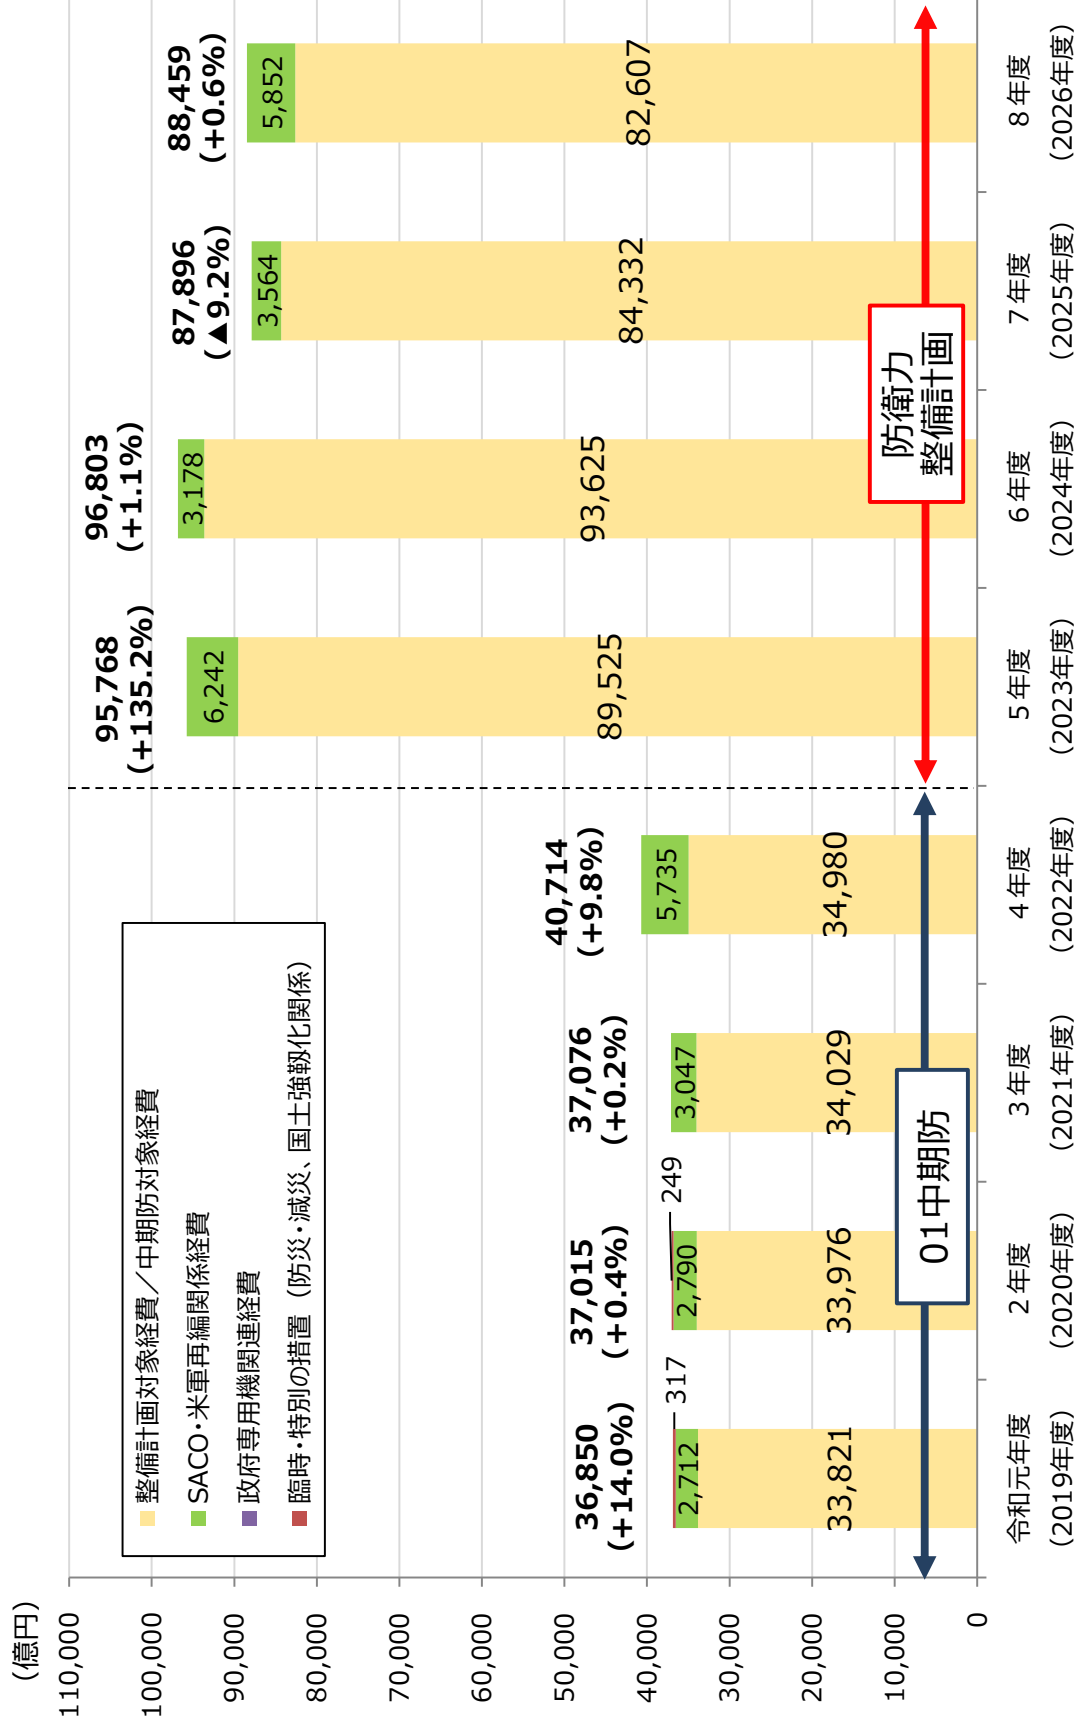 (億円)
110,000
100,000
90,000
80,000
70,000
60,000
50,000
40,000
30,000
20,000
10,000
0
整備計画対象経費／中期防対象経費
SACO・米軍再編関係経費
政府専用機関連経費
臨時・特別の措置（防災・減災、国土強靱化関係）
36,850
(+14.0%)
317
2,712
33,821
37,015
(+0.4%)
249
2,790
33,976
37,076
(+0.2%)
3,047
34,029
40,714
(+9.8%)
5,735
34,980
95,768
(+135.2%)
6,242
89,525
96,803
(+1.1%)
3,178
93,625
87,896
(▲9.2%)
3,564
84,332
88,459
(+0.6%)
5,852
82,607
01中期防
防衛力
整備計画
令和元年度
(2019年度)
2年度
(2020年度)
3年度
(2021年度)
4年度
(2022年度)
5年度
(2023年度)
6年度
(2024年度)
7年度
(2025年度)
8年度
(2026年度)